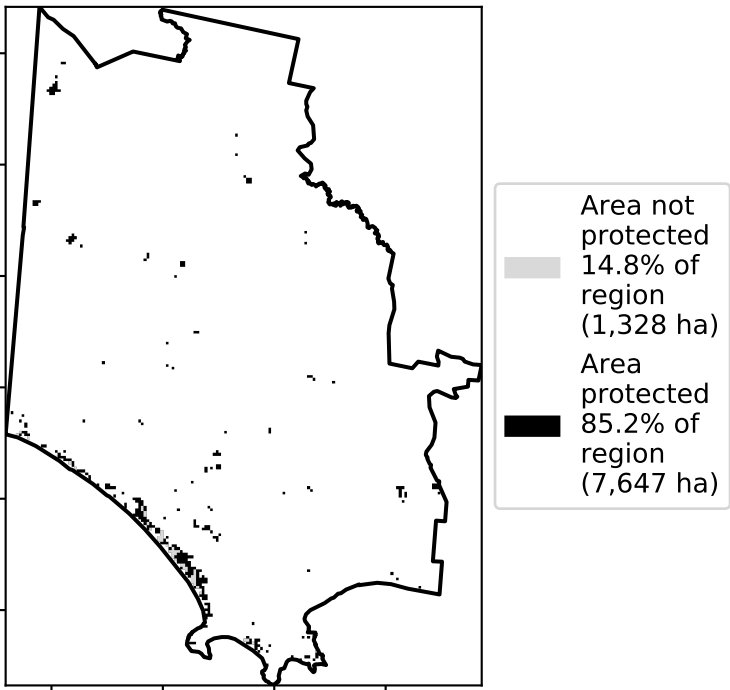 Area not
protected
14.8% of
region
(1,328 ha)
Area
protected
85.2% of
region
(7,647 ha)